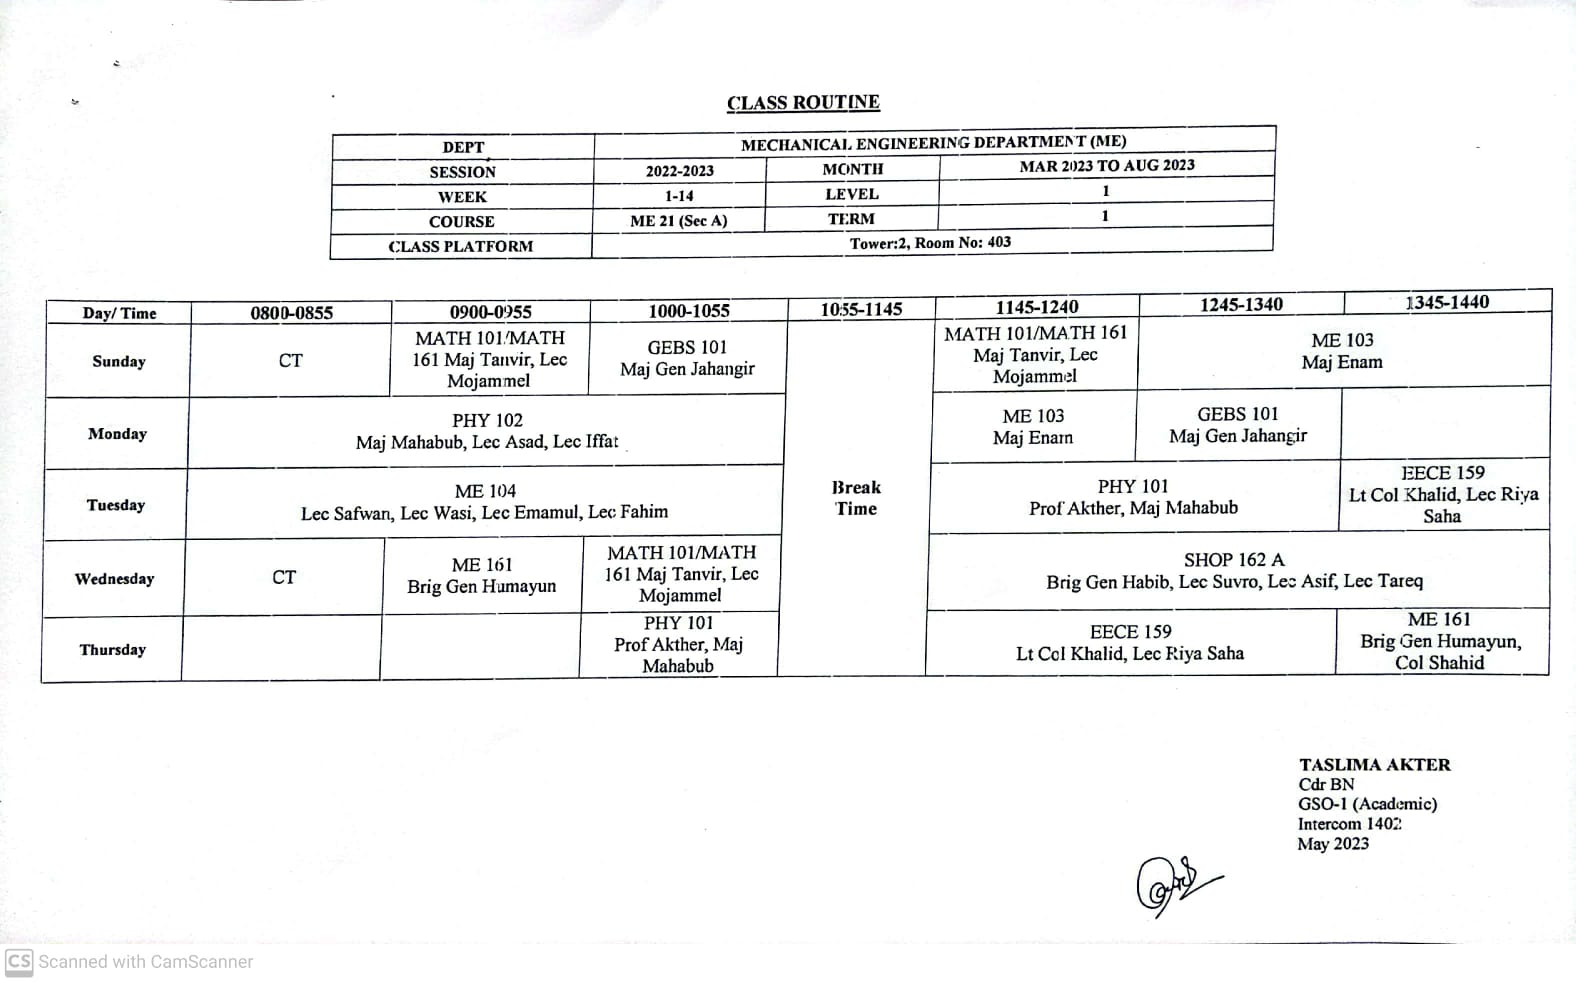 CLASS ROUTINE
DEPT MECHANICAL ENGINEERING DEPARTMENT (ME)
SESSION 2022-2023 MONTH MAR 2023 TO AUG 2023
WEEK 1-14 LEVEL 1
COURSE ME 21 (Sec A) TERM 1
CLASS PLATFORM Tower:2, Room No: 403
Day/ Time 0800-0855 0900-0955 1000-1055 1055-1145 1145-1240 1245-1340 1345-1440
Sunday
CT
MATH 101/MATH
161 Maj Tanvir, Lec
Mojammel
GEBS 101
Maj Gen Jahangir
MATH 101/MATH 161
Maj Tanvir, Lec
Mojammel
ME 103
Maj Enam
Monday
PHY 102
Maj Mahabub, Lec Asad, Lec Iffat
Break
Time
ME 103
Maj Enam
GEBS 101
Maj Gen Jahangir
Tuesday
ME 104
Lec Safwan, Lec Wasi, Lec Emamul, Lec Fahim
PHY 101
Prof Akther, Maj Mahabub
EECE 159
Lt Col Khalid, Lec Riya
Saha
Wednesday
CT
ME 161
Brig Gen Humayun
MATH 101/MATH
161 Maj Tanvir, Lec
Mojammel
SHOP 162 A
Brig Gen Habib, Lec Suvro, Lec Asif, Lec Tareq
Thursday
PHY 101
Prof Akther, Maj
Mahabub
EECE 159
Lt Col Khalid, Lec Riya Saha
ME 161
Brig Gen Humayun,
Col Shahid
TASLIMA AKTER
Cdr BN
GSO-1 (Academic)
Intercom 1402
May 2023
CS Scanned with CamScanner